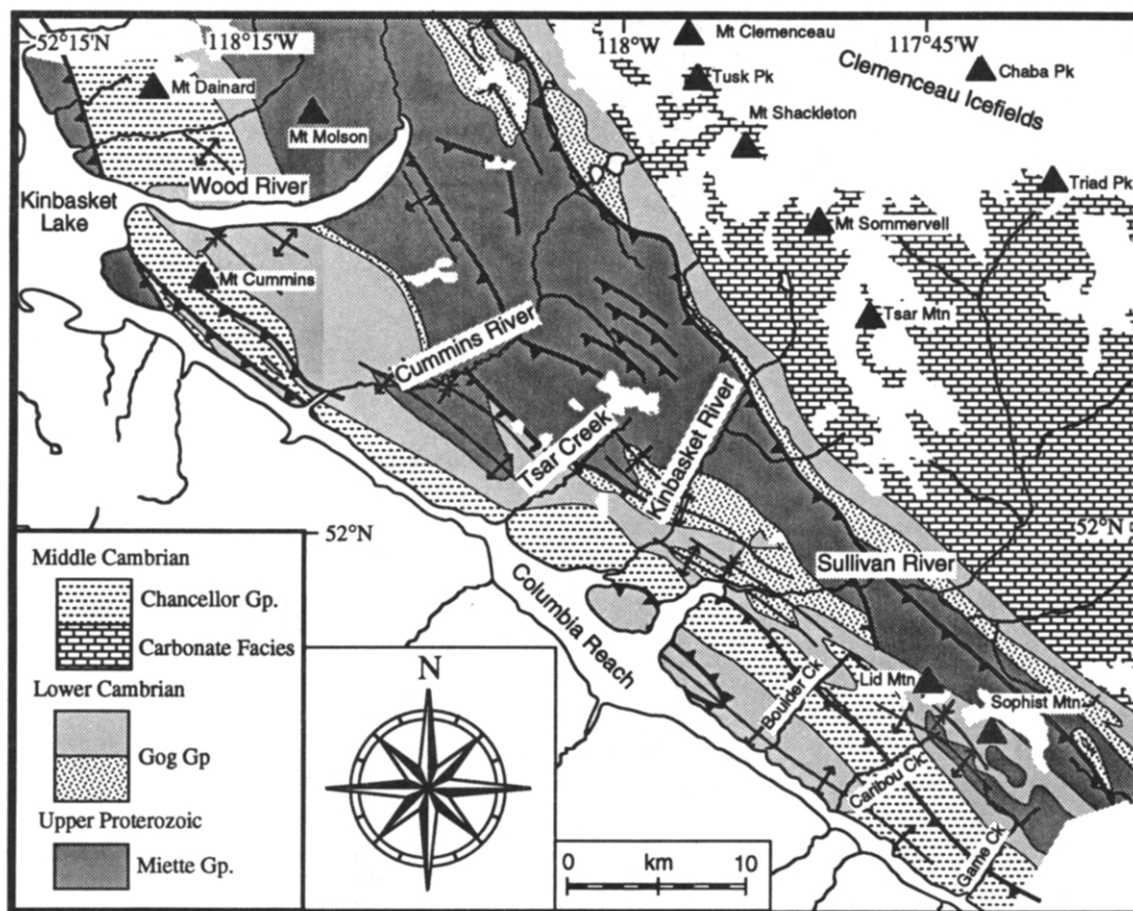 52°15'N
118°15'W
118°W
Mt Clemenceau
117°45'W
Clemenceau Icefields
Chaba Pk
Tusk Pk
Mt Dainard
Mt Molson
Mt Shackleton
Wood River
Triad Pk
Kinbasket
Lake
Mt Sommervell
Mt Cummins
Tsar Mtn
Cummins River
Tsar Creek
Kinbasket River
52°N
52°N
Sullivan River
Columbia Reach
Boulder Ck
Lid Mtn
Sophist Mtn
Caribou Ck
Game Ck
Middle Cambrian
Chancellor Gp.
Carbonate Facies
Lower Cambrian
Gog Gp
Upper Proterozoic
Miette Gp.
N
0 km 10